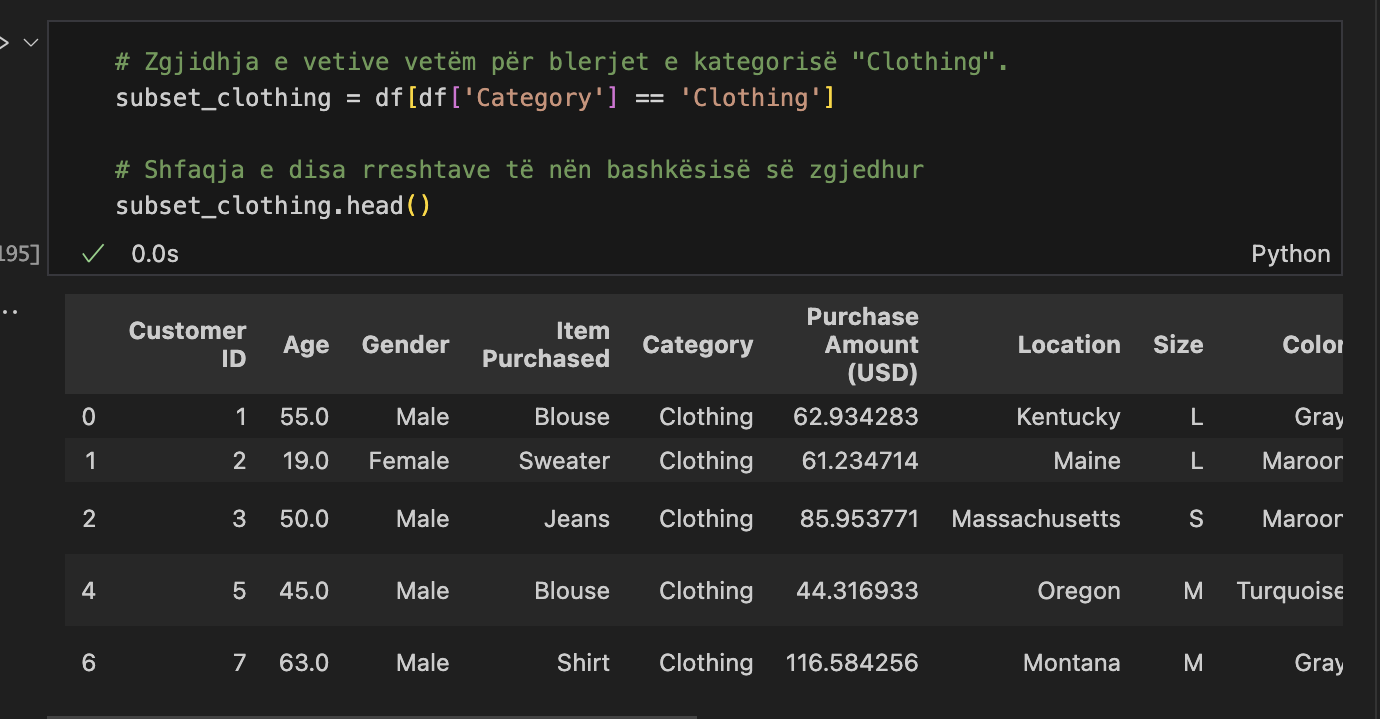 # Zgjidhja e vetive vetëm për blerjet e kategorisë "Clothing".
subset_clothing = df[df['Category'] == 'Clothing']
# Shfaqja e disa rreshtave të nën bashkësisë së zgjedhur
subset_clothing.head()
195] 0.0s Python
Customer ID Age Gender Item Purchased Category Purchase Amount (USD) Location Size Color
0 1 55.0 Male Blouse Clothing 62.934283 Kentucky L Gray
1 2 19.0 Female Sweater Clothing 61.234714 Maine L Maroon
2 3 50.0 Male Jeans Clothing 85.953771 Massachusetts S Maroon
4 5 45.0 Male Blouse Clothing 44.316933 Oregon M Turquoise
6 7 63.0 Male Shirt Clothing 116.584256 Montana M Gray